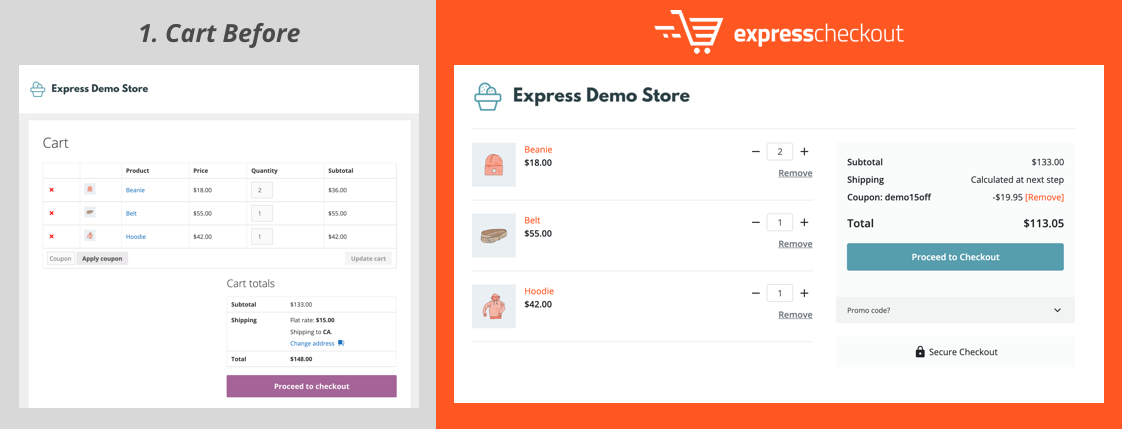 1. Cart Before
Express Demo Store
Cart
Product Price Quantity Subtotal
Beanie $18.00 2 $36.00
Belt $55.00 1 $55.00
Hoodie $42.00 1 $42.00
Coupon Apply coupon Update cart
Cart totals
Subtotal $133.00
Shipping Flat rate: $15.00
Shipping to CA.
Change address
Total $148.00
Proceed to checkout
expresscheckout
Express Demo Store
Beanie
$18.00
− 2 +
Remove
Belt
$55.00
− 1 +
Remove
Hoodie
$42.00
− 1 +
Remove
Subtotal $133.00
Shipping Calculated at next step
Coupon: demo15off -$19.95 [Remove]
Total $113.05
Proceed to Checkout
Promo code?
Secure Checkout